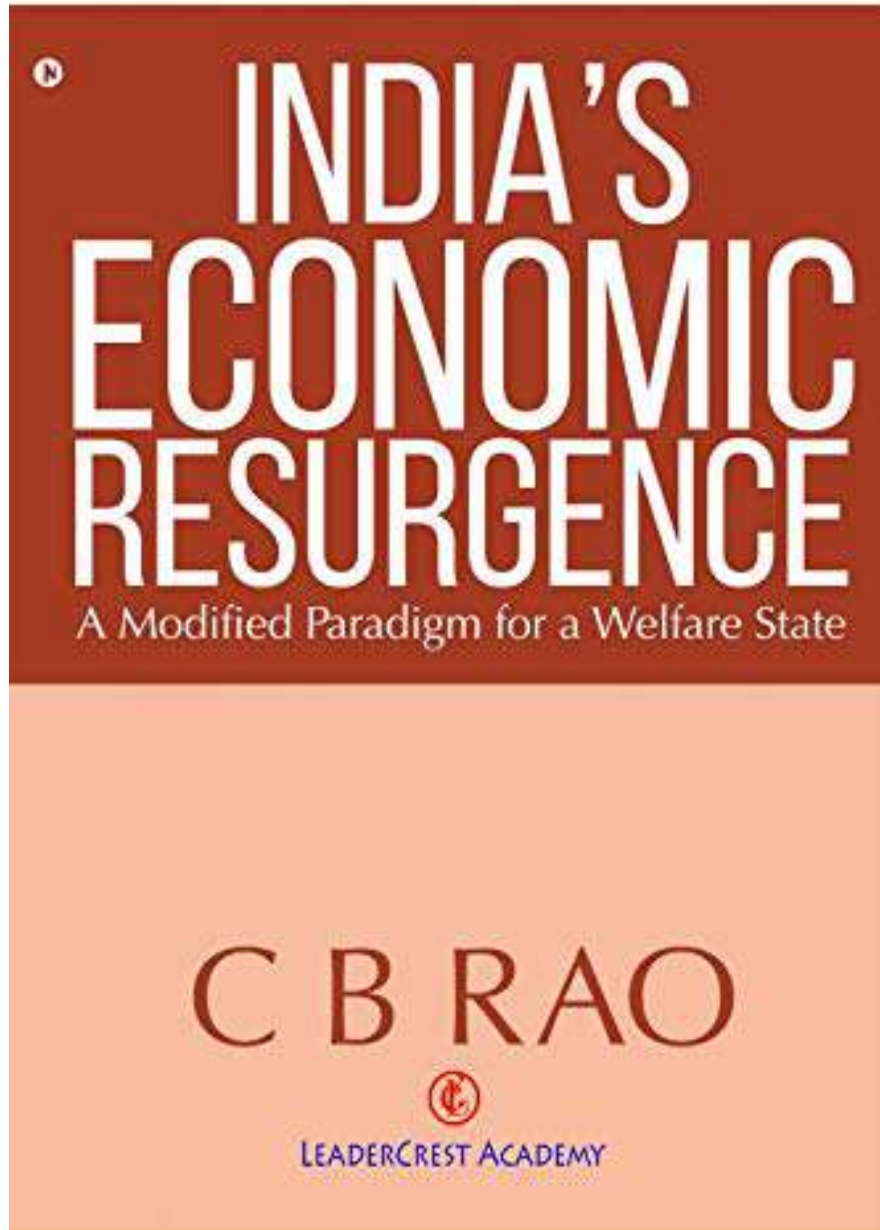 INDIA'S
ECONOMIC
RESURGENCE
A Modified Paradigm for a Welfare State
C B RAO
LEADERCREST ACADEMY